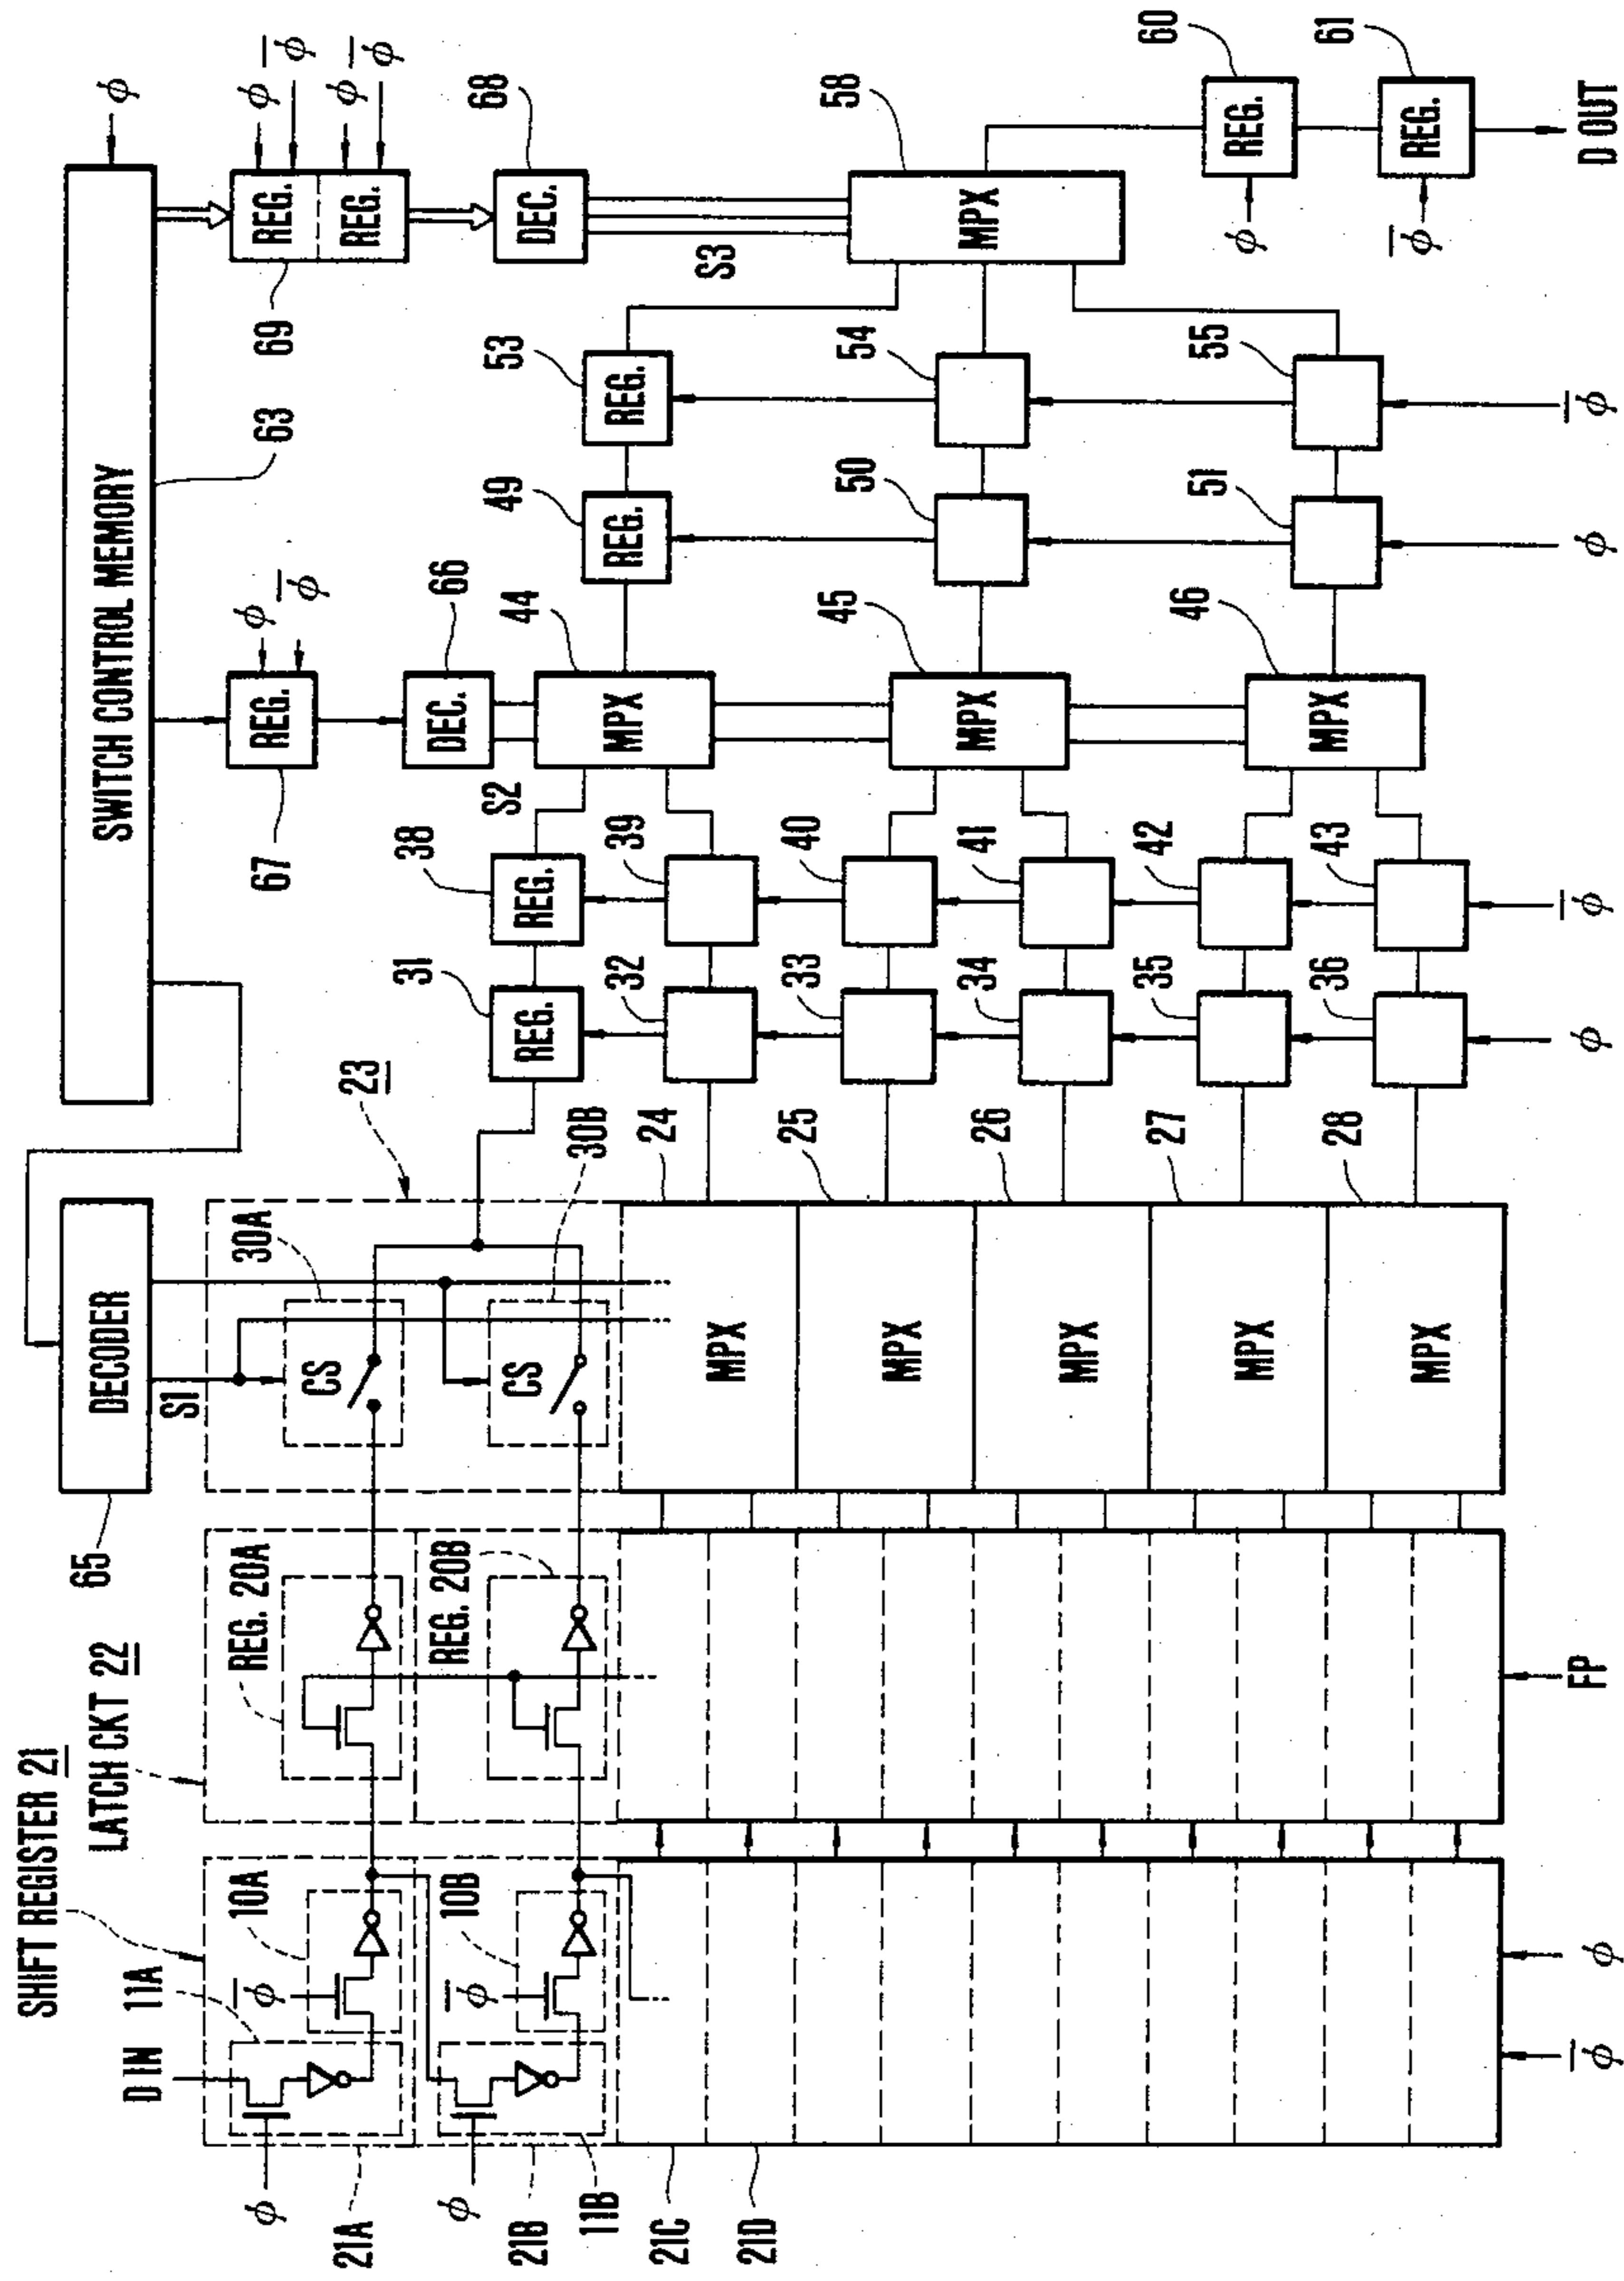 SHIFT REGISTER 21
LATCH CKT 22
D IN
11A
10A
φ̄
φ
21A
10B
φ̄
φ
21B
11B
21C
21D
φ̄
φ
REG. 20A
REG. 20B
FP
65
DECODER
S1
30A
CS
30B
CS
23
24
MPX
25
MPX
26
MPX
27
MPX
28
MPX
SWITCH CONTROL MEMORY
63
φ
31
REG.
32
33
34
35
36
φ
38
REG.
39
40
41
42
43
φ̄
67
REG.
φ
φ̄
66
DEC.
S2
44
MPX
45
MPX
46
MPX
49
REG.
50
51
φ
53
REG.
54
55
φ̄
69
REG.
REG.
φ
φ̄
φ
φ̄
68
DEC.
S3
58
MPX
60
REG.
φ
61
REG.
φ̄
D OUT